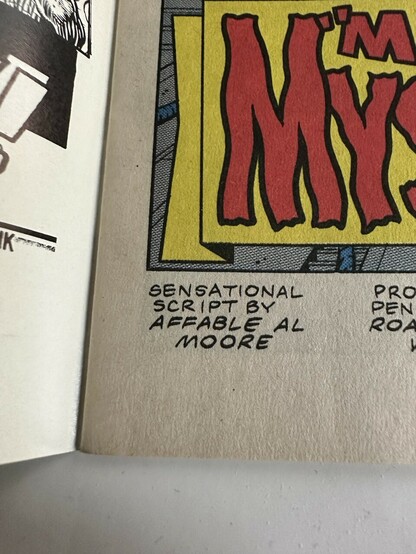 "I'M
MYS
SENSATIONAL
SCRIPT BY
AFFABLE AL
MOORE
PRO
PEN
ROA